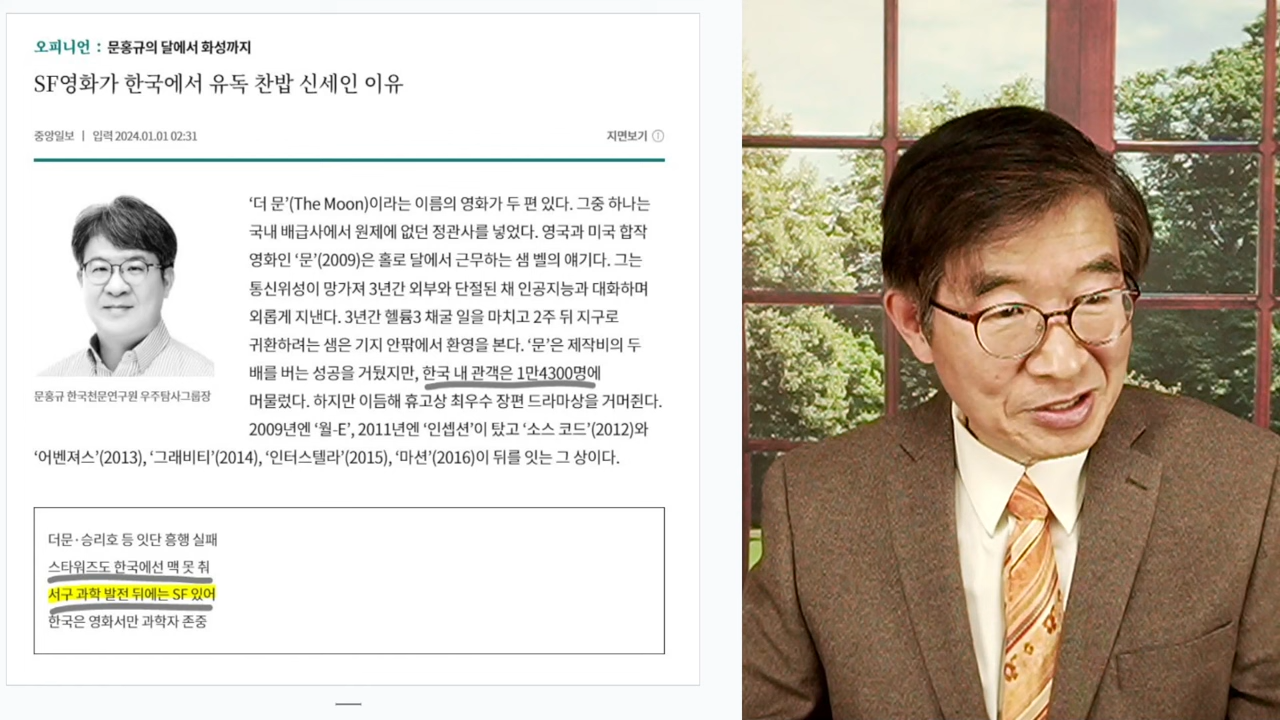 오피니언 : 문홍규의 달에서 화성까지
SF영화가 한국에서 유독 찬밥 신세인 이유
중앙일보 | 입력 2024.01.01 02:31
지면보기
‘더 문’(The Moon)이라는 이름의 영화가 두 편 있다. 그중 하나는
국내 배급사에서 원제에 없던 정관사를 넣었다. 영국과 미국 합작
영화인 ‘문’(2009)은 홀로 달에서 근무하는 샘 벨의 얘기다. 그는
통신위성이 망가져 3년간 외부와 단절된 채 인공지능과 대화하며
외롭게 지낸다. 3년간 헬륨3 채굴 일을 마치고 2주 뒤 지구로
귀환하려는 샘은 기지 안팎에서 환영을 본다. ‘문’은 제작비의 두
배를 버는 성공을 거뒀지만, 한국 내 관객은 1만4300명에
머물렀다. 하지만 이듬해 휴고상 최우수 장편 드라마상을 거머쥔다.
2009년엔 ‘월-E’, 2011년엔 ‘인셉션’이 탔고 ‘소스 코드’(2012)와
‘어벤져스’(2013), ‘그래비티’(2014), ‘인터스텔라’(2015), ‘마션’(2016)이 뒤를 잇는 그 상이다.
문홍규 한국천문연구원 우주탐사그룹장
더문·승리호 등 잇단 흥행 실패
스타워즈도 한국에선 맥 못 춰
서구 과학 발전 뒤에는 SF 있어
한국은 영화서만 과학자 존중